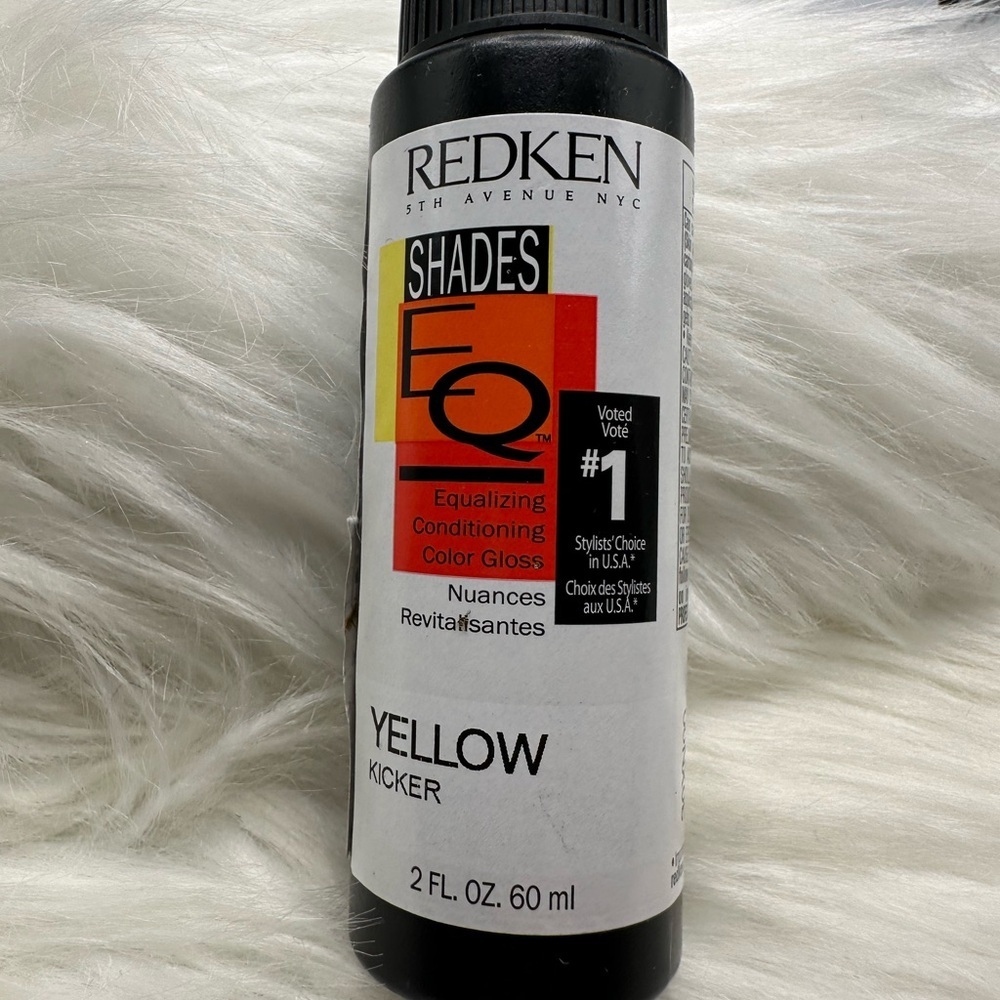 REDKEN
5TH AVENUE NYC
SHADES
EQ™
Equalizing
Conditioning
Color Gloss
Nuances
Revitalisantes
Voted
Voté
#1
Stylists' Choice
in U.S.A.*
Choix des Stylistes
aux U.S.A.*
YELLOW
KICKER
2 FL. OZ. 60 ml